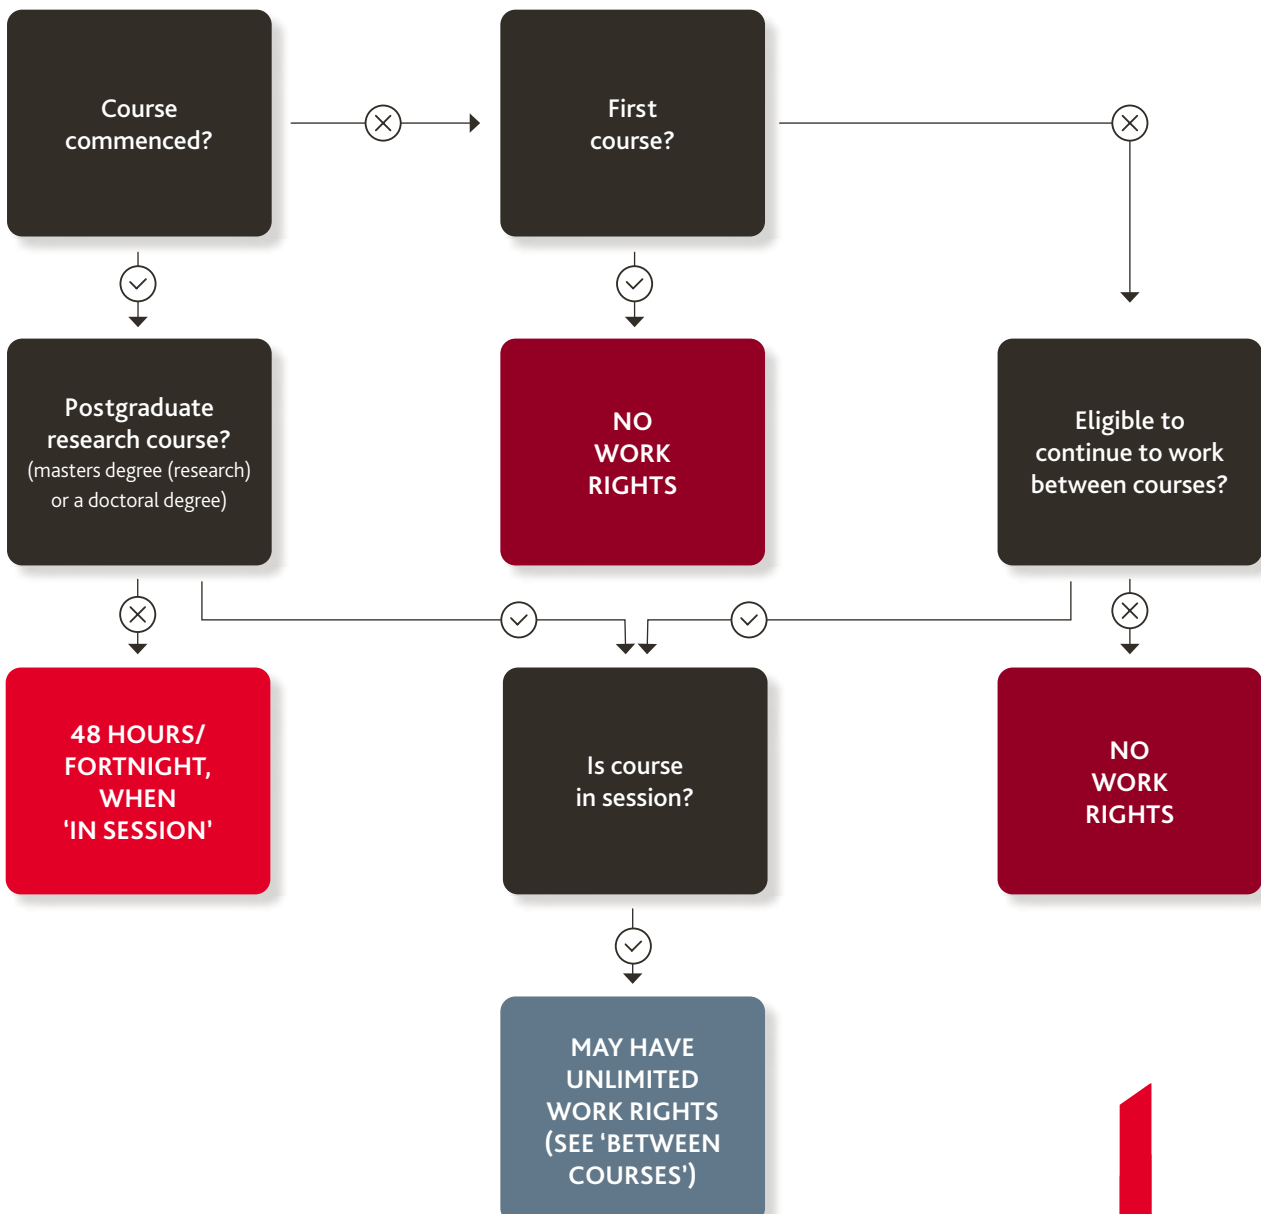 Course
commenced?
First
course?
Postgraduate
research course?
(masters degree (research)
or a doctoral degree)
NO
WORK
RIGHTS
Eligible to
continue to work
between courses?
48 HOURS/
FORTNIGHT,
WHEN
‘IN SESSION’
Is course
in session?
NO
WORK
RIGHTS
MAY HAVE
UNLIMITED
WORK RIGHTS
(SEE ‘BETWEEN
COURSES’)